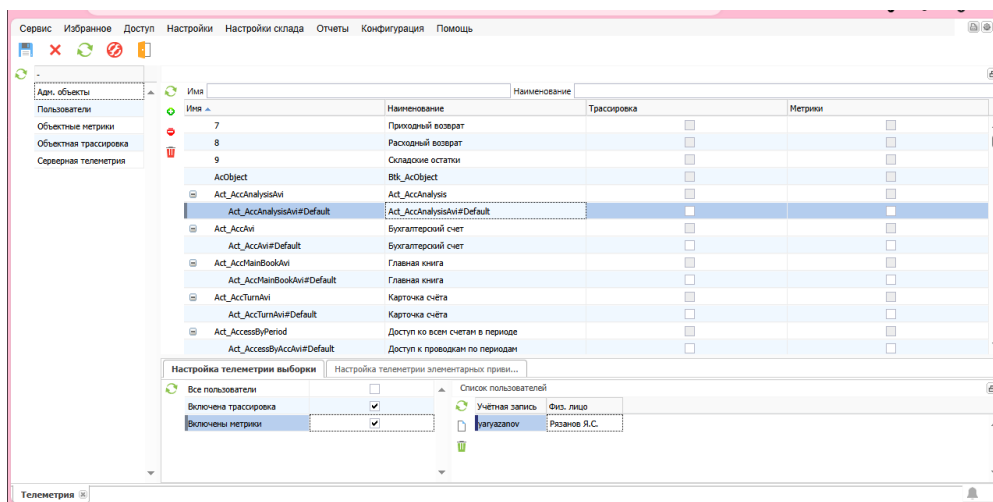 Сервис Избранное Доступ Настройки Настройки склада Отчеты Конфигурация Помощь
-
Адм. объекты
Пользователи
Объектные метрики
Объектная трассировка
Серверная телеметрия
Имя Наименование
Имя Наименование Трассировка Метрики
7 Приходный возврат
8 Расходный возврат
9 Складские остатки
AcObject Btk_AcObject
Act_AccAnalysisAvi Act_AccAnalysis
Act_AccAnalysisAvi#Default Act_AccAnalysisAvi#Default
Act_AccAvi Бухгалтерский счет
Act_AccAvi#Default Бухгалтерский счет
Act_AccMainBookAvi Главная книга
Act_AccMainBookAvi#Default Главная книга
Act_AccTurnAvi Карточка счёта
Act_AccTurnAvi#Default Карточка счёта
Act_AccessByPeriod Доступ ко всем счетам в периоде
Act_AccessByAccAvi#Default Доступ к проводкам по периодам
Настройка телеметрии выборки Настройка телеметрии элементарных приви...
Все пользователи
Включена трассировка
Включены метрики
Список пользователей
Учётная запись Физ. лицо
yaryazanov Рязанов Я.С.
Телеметрия